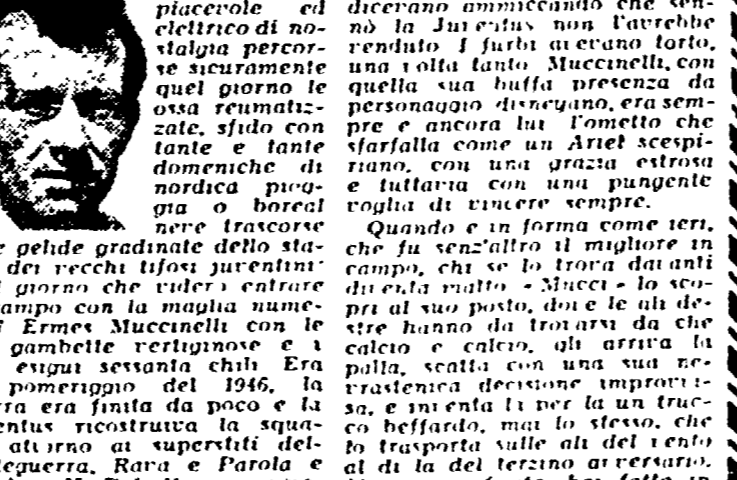 piacevole ed
elettrico di no-
stalgia percor-
se sicuramente
quel giorno le
ossa reumatiz-
zate, sfido con
tante e tante
domeniche di
nordica piog-
gia o boreal
nere trascorse
e gelide gradinate dello sta-
dei vecchi tifosi juventini
giorno che videro entrare
campo con la maglia nume-
Ermes Muccinelli con le
gambette vertiginose e i
esigui sessanta chili Era
pomeriggio del 1946, la
era finita da poco e la
ricostruiva la squa-
attorno ai superstiti del-
Rava e Parola e
dicevano ammiccando che sen-
nò la Juventus non l'avrebbe
venduto I furbi avevano torto,
una volta tanto Muccinelli, con
quella sua buffa presenza da
personaggio disneyano, era sem-
pre e ancora lui l'ometto che
sfarfalla come un Ariel scespi-
riano, con una grazia estrosa
e tuttavia con una pungente
voglia di vincere sempre.
Quando è in forma come ieri,
che fu senz'altro il migliore in
campo, chi se lo trova davanti
diventa matto - Mucci - lo sco-
pri al suo posto, dove le ali de-
stre hanno da trovarsi da che
calcio è calcio, gli arriva la
palla, scatta con una sua ne-
vrastenica decisione improvvi-
sa, e inventa lì per là un truc-
co beffardo, mai lo stesso, che
lo trasporta sulle ali del vento
al di là del terzino avversario.